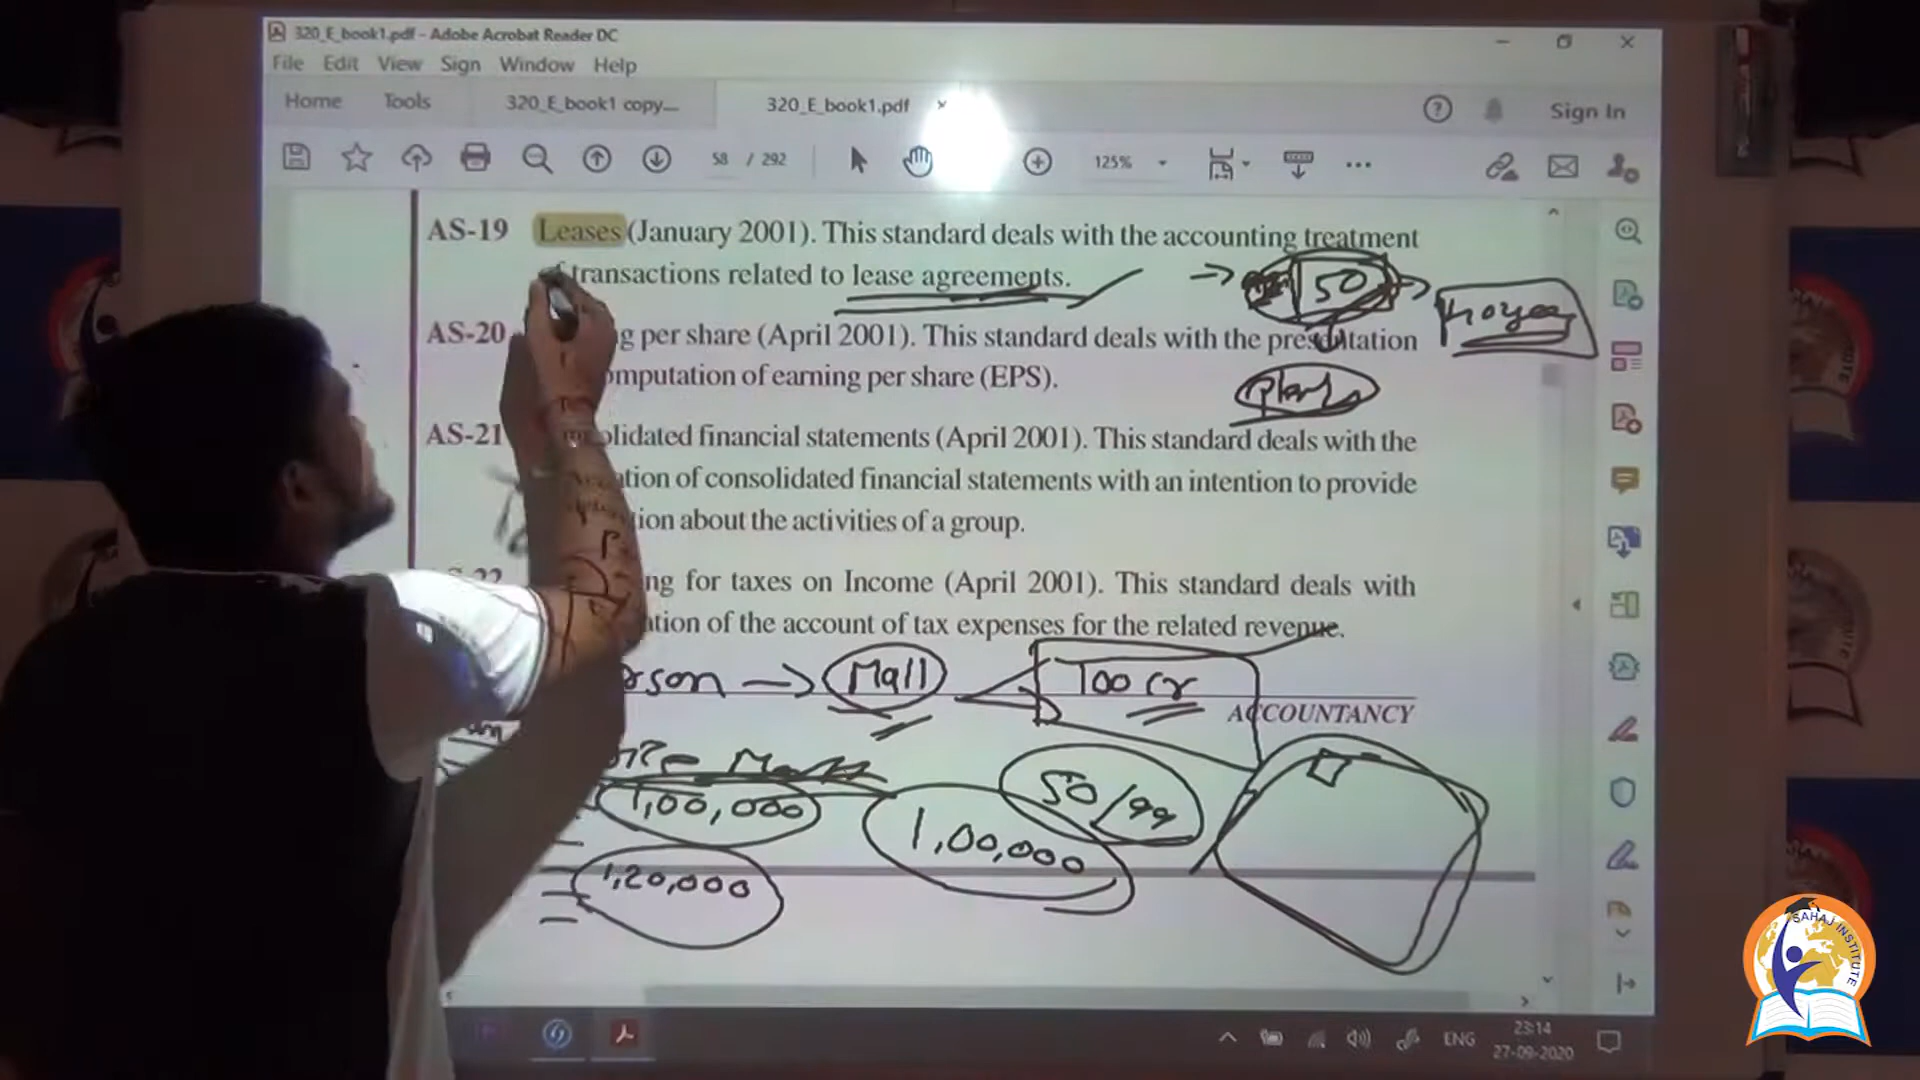 320_E_book1.pdf - Adobe Acrobat Reader DC
File Edit View Sign Window Help
Home Tools 320_E_book1 copy... 320_E_book1.pdf × Sign In
58 / 292 125%
AS-19 Leases (January 2001). This standard deals with the accounting treatment
transactions related to lease agreements.
50
AS-20 g per share (April 2001). This standard deals with the presentation
omputation of earning per share (EPS).
AS-21 olidated financial statements (April 2001). This standard deals with the
ation of consolidated financial statements with an intention to provide
tion about the activities of a group.
ng for taxes on Income (April 2001). This standard deals with
ation of the account of tax expenses for the related revenue.
erson → Mall 100 cr
ACCOUNTANCY
50/99
1,00,000 1,00,000
1,20,000
ENG 23:14
27-09-2020
SAHAJ INSTITUTE